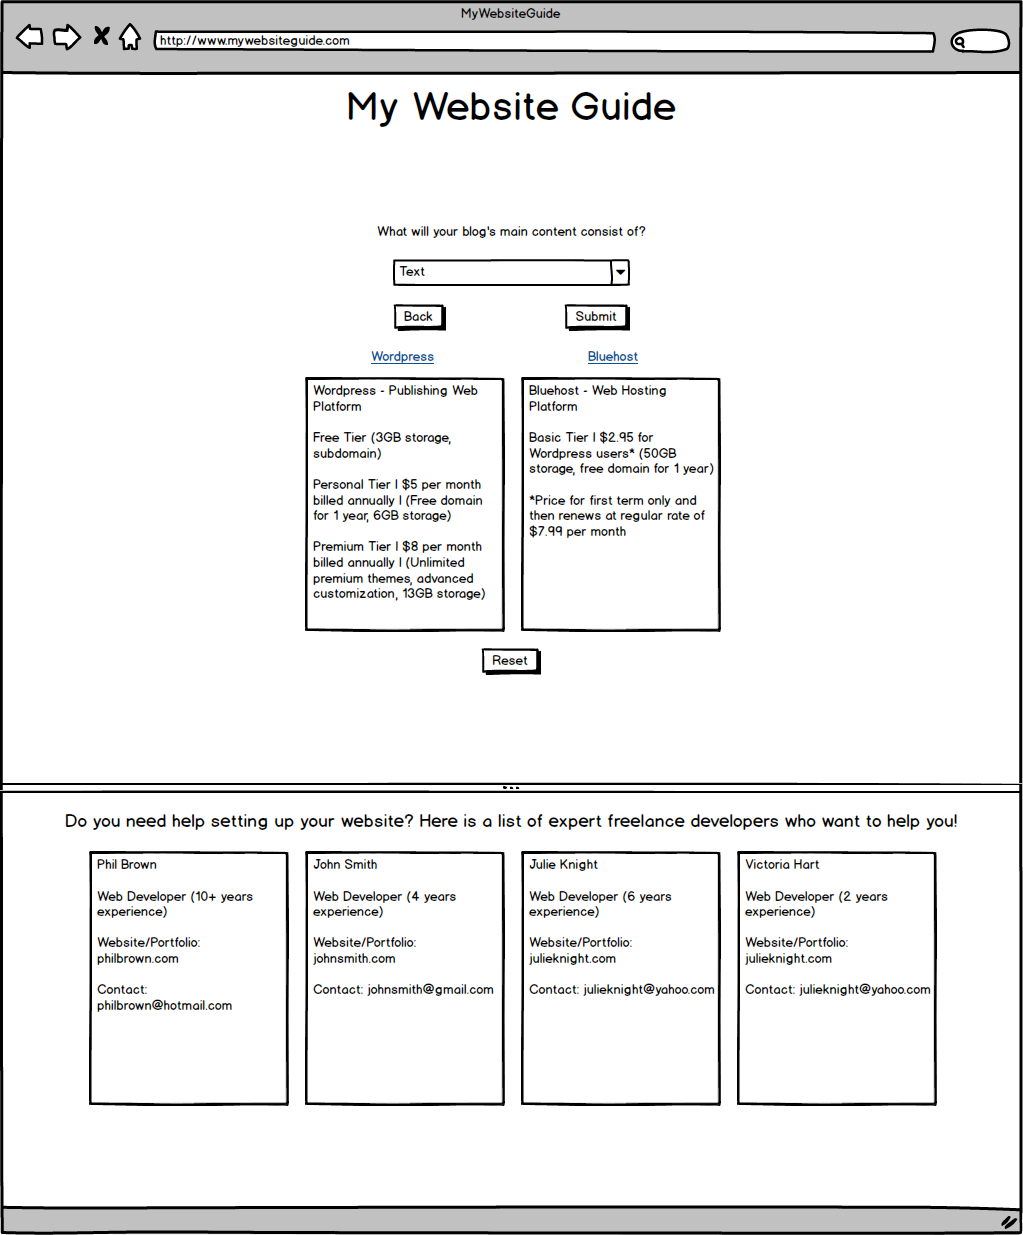 MyWebsiteGuide
http://www.mywebsiteguide.com
My Website Guide
What will your blog's main content consist of?
Text
Back
Submit
Wordpress
Bluehost
Wordpress - Publishing Web
Platform
Free Tier (3GB storage,
subdomain)
Personal Tier | $5 per month
billed annually | (Free domain
for 1 year, 6GB storage)
Premium Tier | $8 per month
billed annually | (Unlimited
premium themes, advanced
customization, 13GB storage)
Bluehost - Web Hosting
Platform
Basic Tier | $2.95 for
Wordpress users* (50GB
storage, free domain for 1 year)
*Price for first term only and
then renews at regular rate of
$7.99 per month
Reset
Do you need help setting up your website? Here is a list of expert freelance developers who want to help you!
Phil Brown
Web Developer (10+ years
experience)
Website/Portfolio:
philbrown.com
Contact:
philbrown@hotmail.com
John Smith
Web Developer (4 years
experience)
Website/Portfolio:
johnsmith.com
Contact: johnsmith@gmail.com
Julie Knight
Web Developer (6 years
experience)
Website/Portfolio:
julieknight.com
Contact: julieknight@yahoo.com
Victoria Hart
Web Developer (2 years
experience)
Website/Portfolio:
julieknight.com
Contact: julieknight@yahoo.com